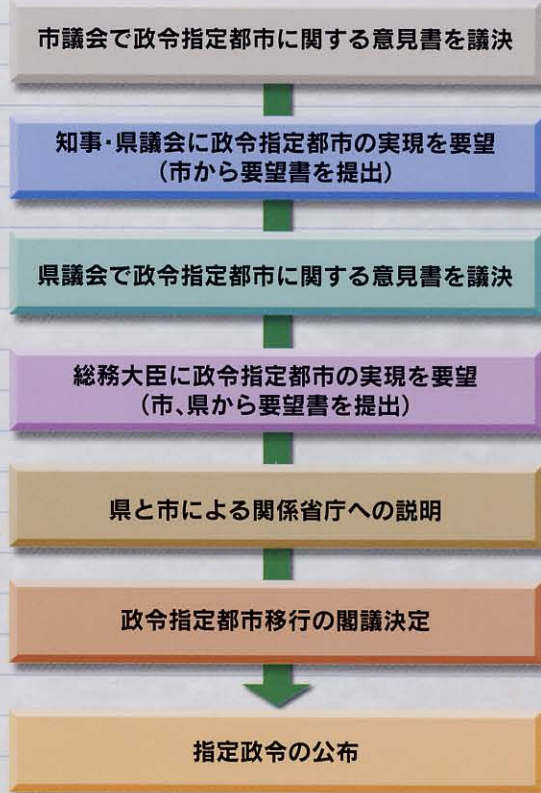 市議会で政令指定都市に関する意見書を議決
知事・県議会に政令指定都市の実現を要望
(市から要望書を提出)
県議会で政令指定都市に関する意見書を議決
総務大臣に政令指定都市の実現を要望
(市、県から要望書を提出)
県と市による関係省庁への説明
政令指定都市移行の閣議決定
指定政令の公布